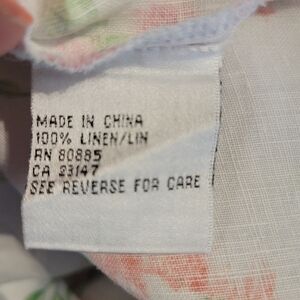 MADE IN CHINA
100% LINEN/LIN
RN 80885
CA 23147
SEE REVERSE FOR CARE